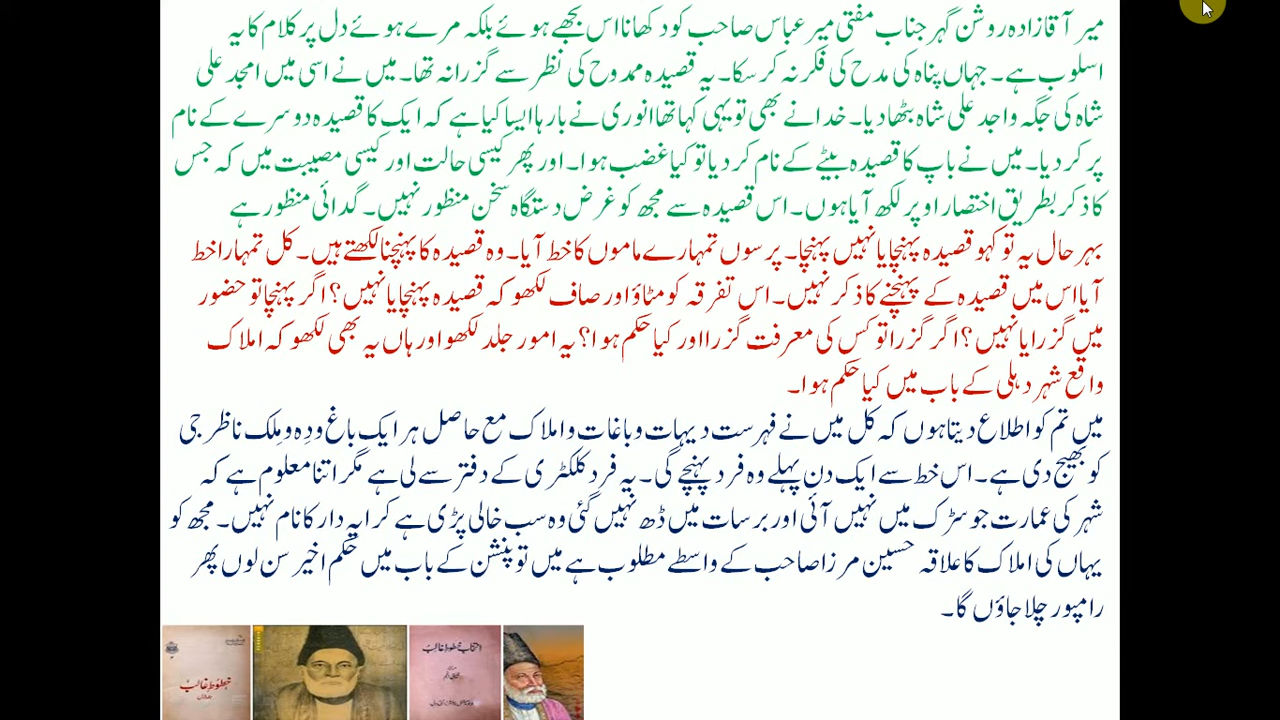 میر آقا زادہ روشن گہر جناب مفتی میر عباس صاحب کو دکھانا اس بجھے ہوئے بلکہ مرے ہوئے دل پر کلام کا یہ
اسلوب ہے۔ جہاں پناہ کی مدح کی فکر نہ کر سکا۔ یہ قصیدہ ممدوح کی نظر سے گزرا نہ تھا۔ میں نے اسی میں امجد علی
شاہ کی جگہ واجد علی شاہ بٹھا دیا۔ خدا نے بھی تو یہی کہا تھا انوری نے بارہا ایسا کیا ہے کہ ایک کا قصیدہ دوسرے کے نام
پر کر دیا۔ میں نے باپ کا قصیدہ بیٹے کے نام کر دیا تو کیا غضب ہوا۔ اور پھر کیسی حالت اور کیسی مصیبت میں کہ جس
کا ذکر بطریق اختصار اوپر لکھ آیا ہوں۔ اس قصیدہ سے مجھ کو غرض دستگاہ سخن منظور نہیں۔ گدائی منظور ہے
بہر حال یہ تو کہو قصیدہ پہنچا یا نہیں پہنچا۔ پرسوں تمہارے ماموں کا خط آیا۔ وہ قصیدہ کا پہنچنا لکھتے ہیں۔ کل تمہارا خط
آیا اس میں قصیدہ کے پہنچنے کا ذکر نہیں۔ اس تفرقہ کو مٹاؤ اور صاف لکھو کہ قصیدہ پہنچا یا نہیں؟ اگر پہنچا تو حضور
میں گزرا یا نہیں؟ اگر گزرا تو کس کی معرفت گزرا اور کیا حکم ہوا؟ یہ امور جلد لکھو اور ہاں یہ بھی لکھو کہ املاک
واقع شہر دہلی کے باب میں کیا حکم ہوا۔
میں تم کو اطلاع دیتا ہوں کہ کل میں نے فہرست دیہات و باغات و املاک مع حاصل ہر ایک باغ و دِہ و مِلک ناظر جی
کو بھیج دی ہے۔ اس خط سے ایک دن پہلے وہ فرد پہنچے گی۔ یہ فرد کلکٹری کے دفتر سے لی ہے مگر اتنا معلوم ہے کہ
شہر کی عمارت جو سڑک میں نہیں آئی اور برسات میں ڈھ نہیں گئی وہ سب خالی پڑی ہے کرایہ دار کا نام نہیں۔ مجھ کو
یہاں کی املاک کا علاقہ حسین مرزا صاحب کے واسطے مطلوب ہے میں تو پنشن کے باب میں حکم اخیر سن لوں پھر
رامپور چلا جاؤں گا۔
خطوط غالب
انتخاب خطوط غالب